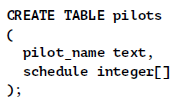 CREATE TABLE pilots
(
  pilot_name text,
  schedule integer[]
);